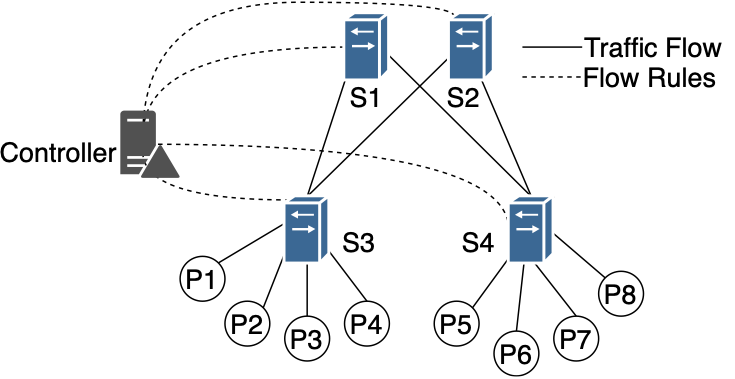 S1
S2
Traffic Flow
Flow Rules
Controller
S3
S4
P1
P2
P3
P4
P5
P6
P7
P8